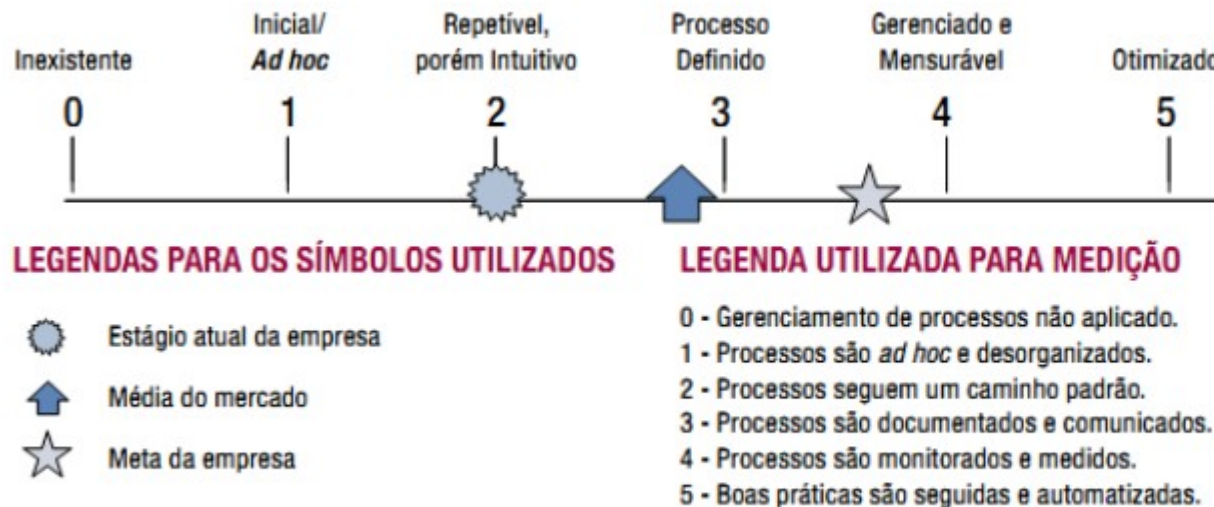 Inexistente
Inicial/
Ad hoc
Repetível,
porém Intuitivo
Processo
Definido
Gerenciado e
Mensurável
Otimizado
0 1 2 3 4 5
LEGENDAS PARA OS SÍMBOLOS UTILIZADOS
Estágio atual da empresa
Média do mercado
Meta da empresa
LEGENDA UTILIZADA PARA MEDIÇÃO
0 - Gerenciamento de processos não aplicado.
1 - Processos são ad hoc e desorganizados.
2 - Processos seguem um caminho padrão.
3 - Processos são documentados e comunicados.
4 - Processos são monitorados e medidos.
5 - Boas práticas são seguidas e automatizadas.